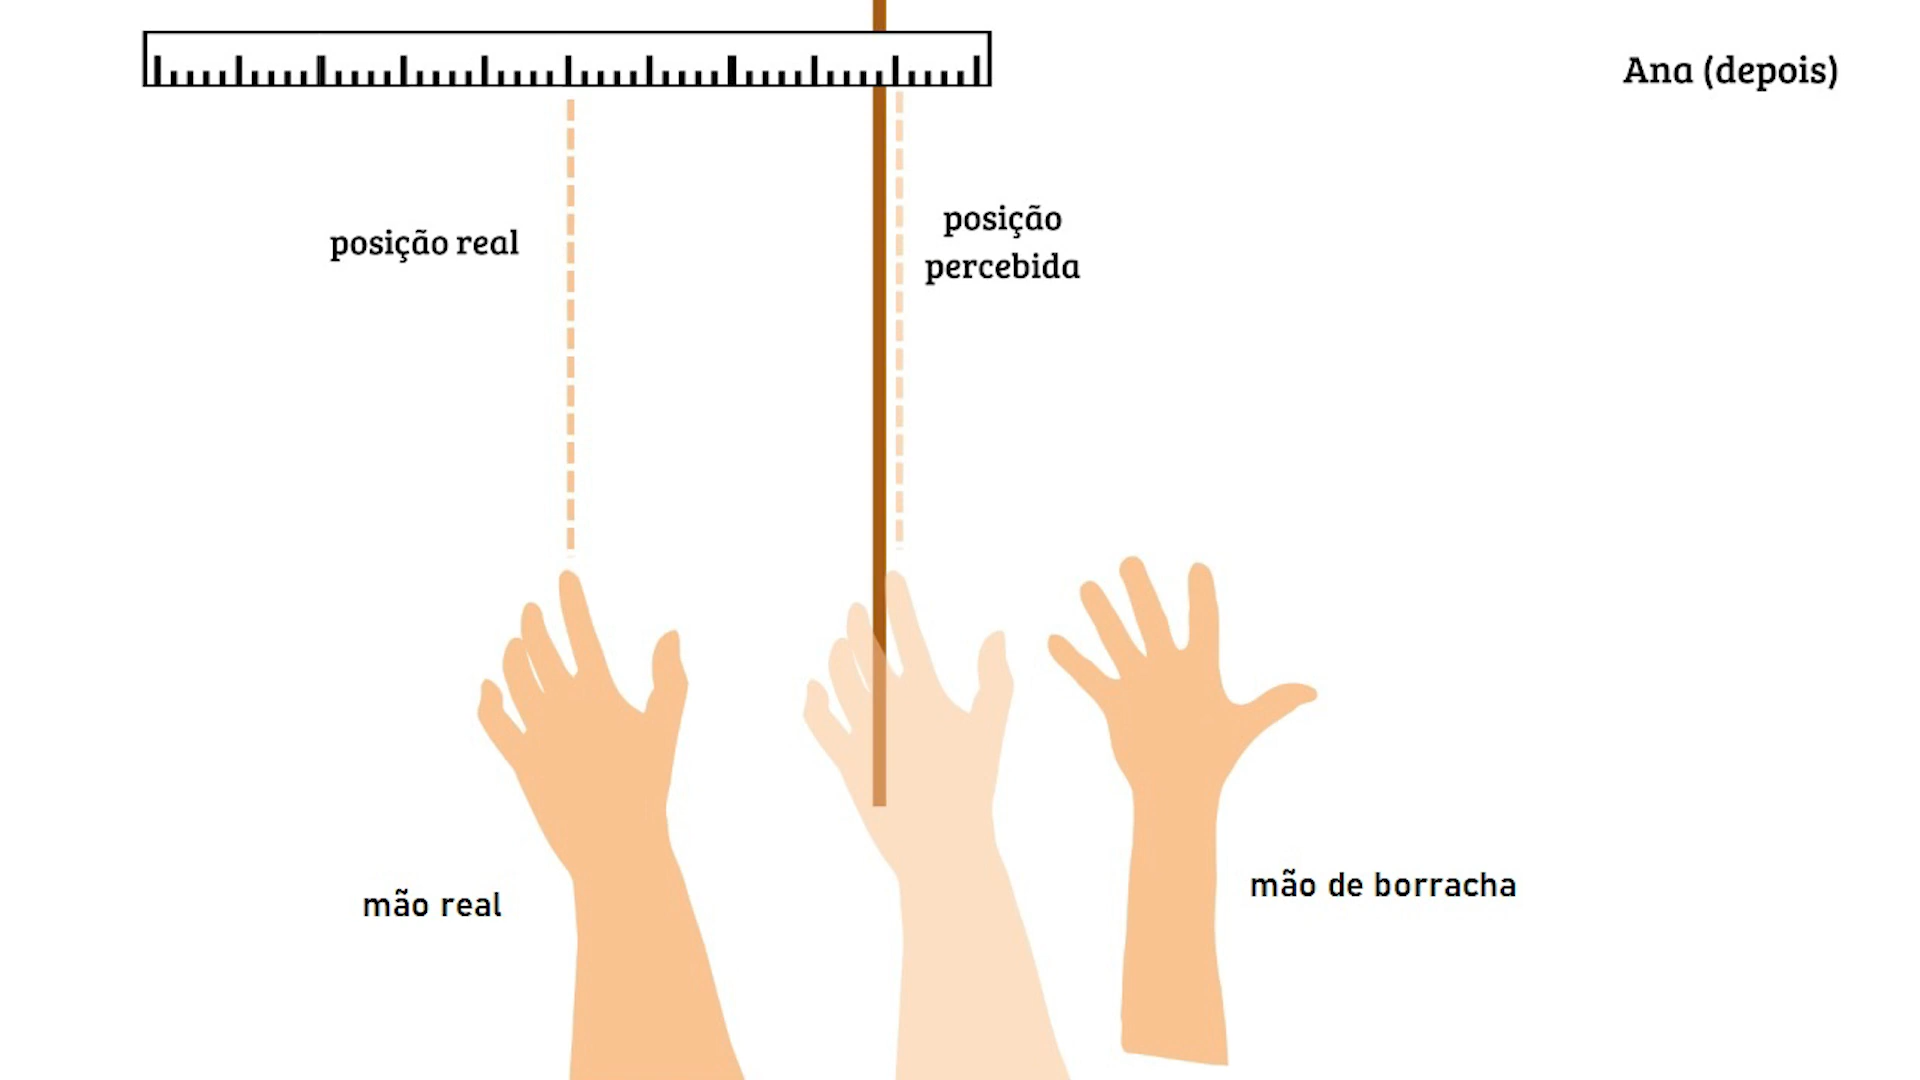 Ana (depois)
posição real
posição
percebida
mão real
mão de borracha